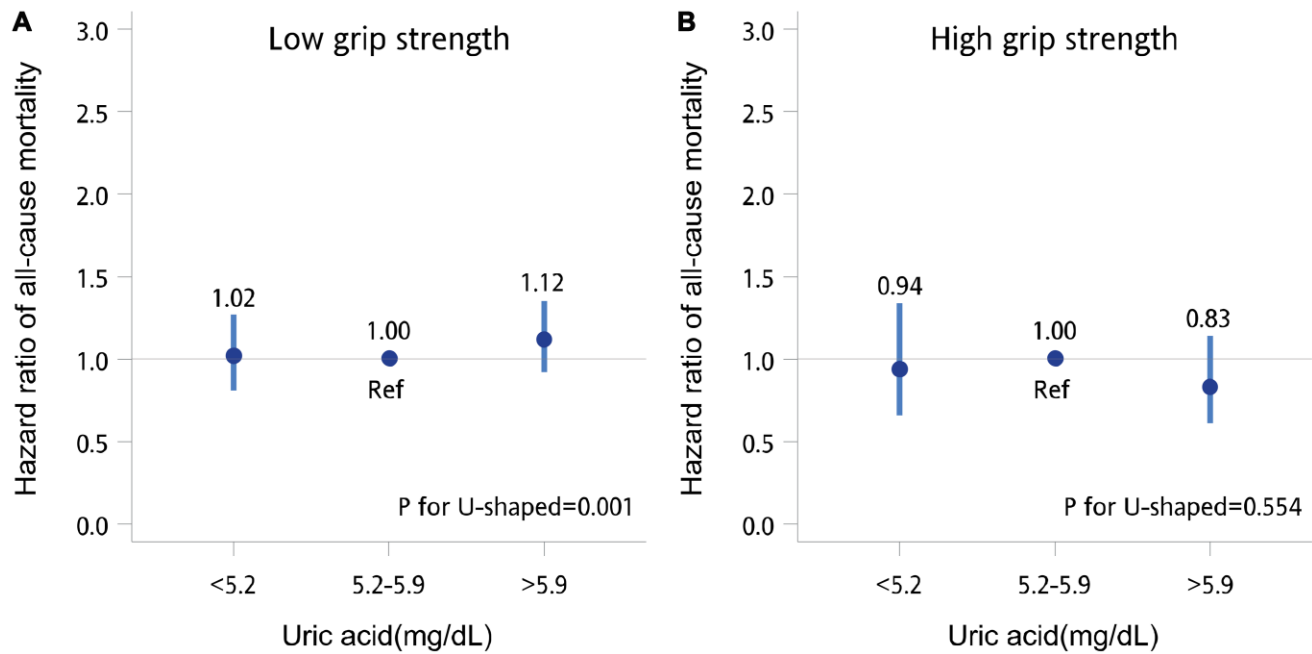 A
Low grip strength
Hazard ratio of all-cause mortality
3.0
2.5
2.0
1.5
1.0
0.5
0.0
1.02
1.00
1.12
Ref
P for U-shaped=0.001
<5.2
5.2-5.9
>5.9
Uric acid(mg/dL)
B
High grip strength
Hazard ratio of all-cause mortality
3.0
2.5
2.0
1.5
1.0
0.5
0.0
0.94
1.00
0.83
Ref
P for U-shaped=0.554
<5.2
5.2-5.9
>5.9
Uric acid(mg/dL)